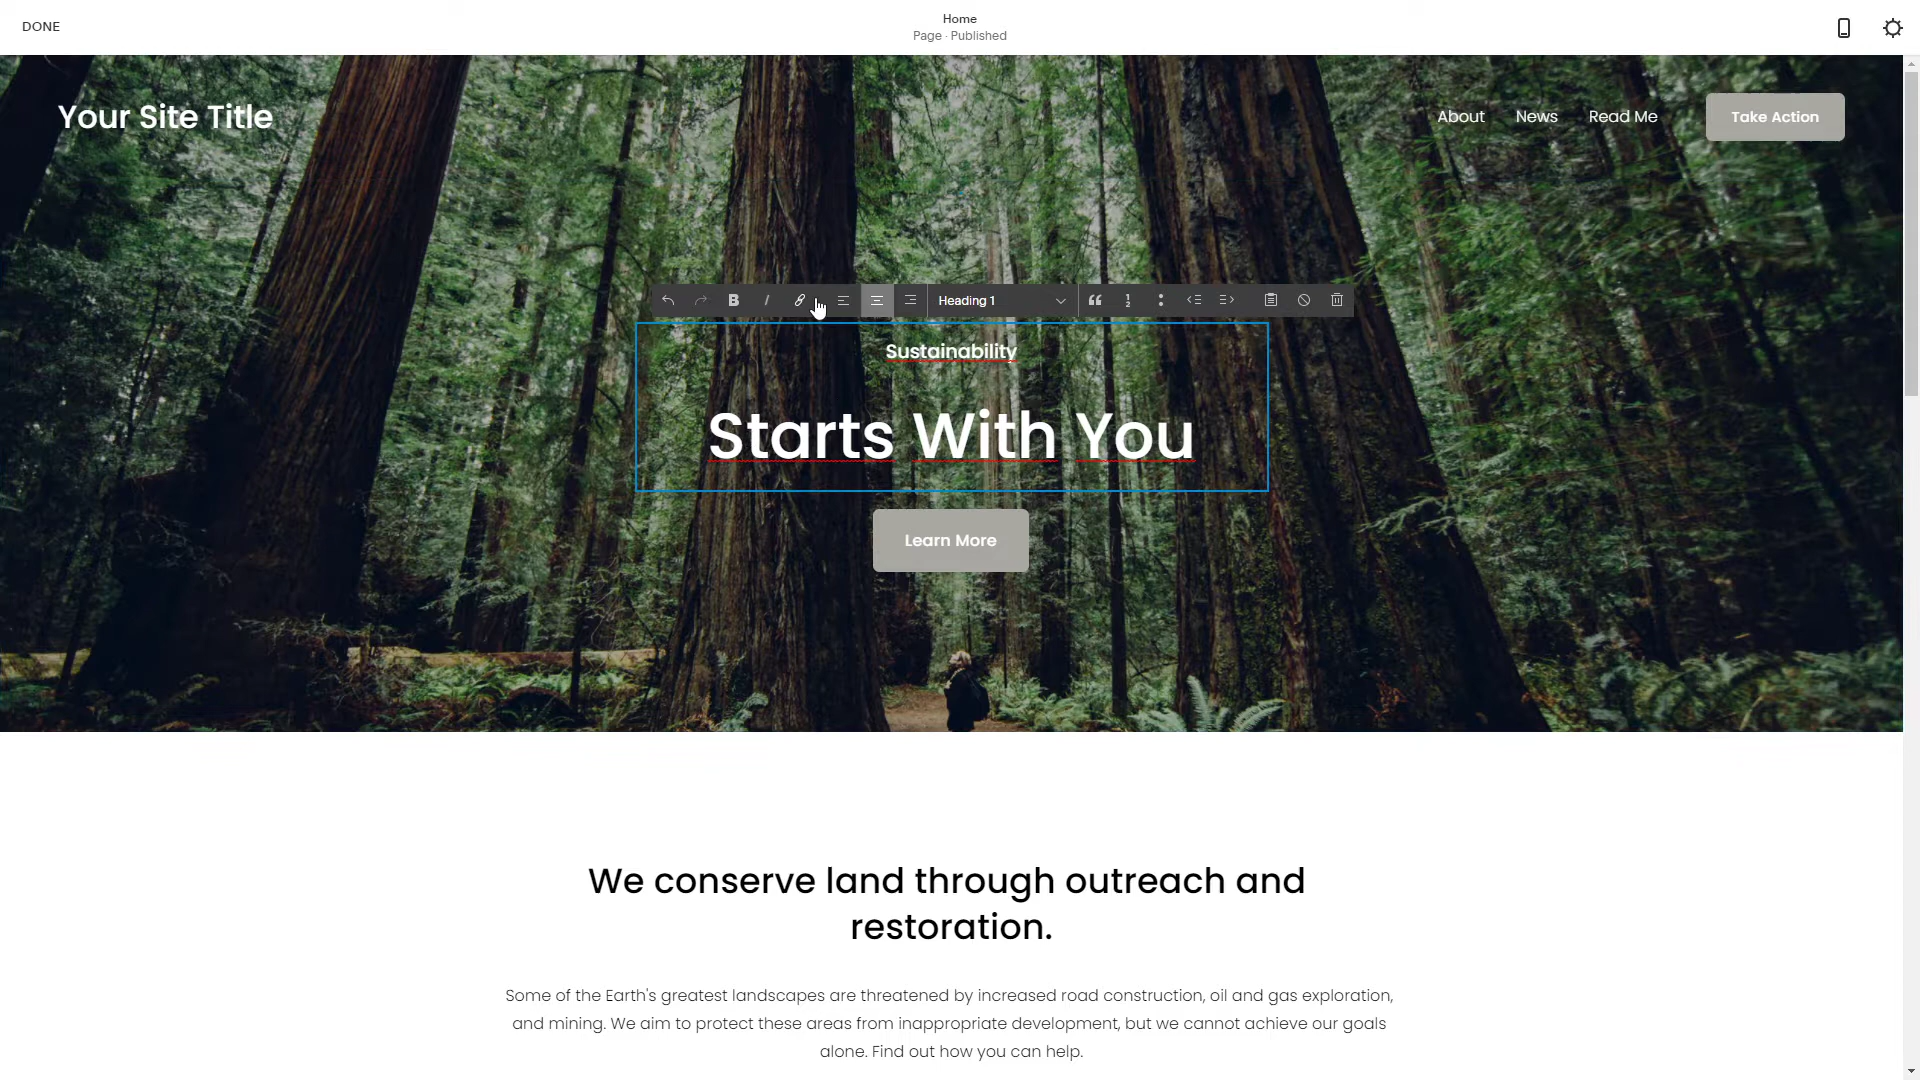 DONE
Home
Page · Published
Your Site Title
About News Read Me Take Action
B I Heading 1
Sustainability
Starts With You
Learn More
We conserve land through outreach and
restoration.
Some of the Earth's greatest landscapes are threatened by increased road construction, oil and gas exploration,
and mining. We aim to protect these areas from inappropriate development, but we cannot achieve our goals
alone. Find out how you can help.